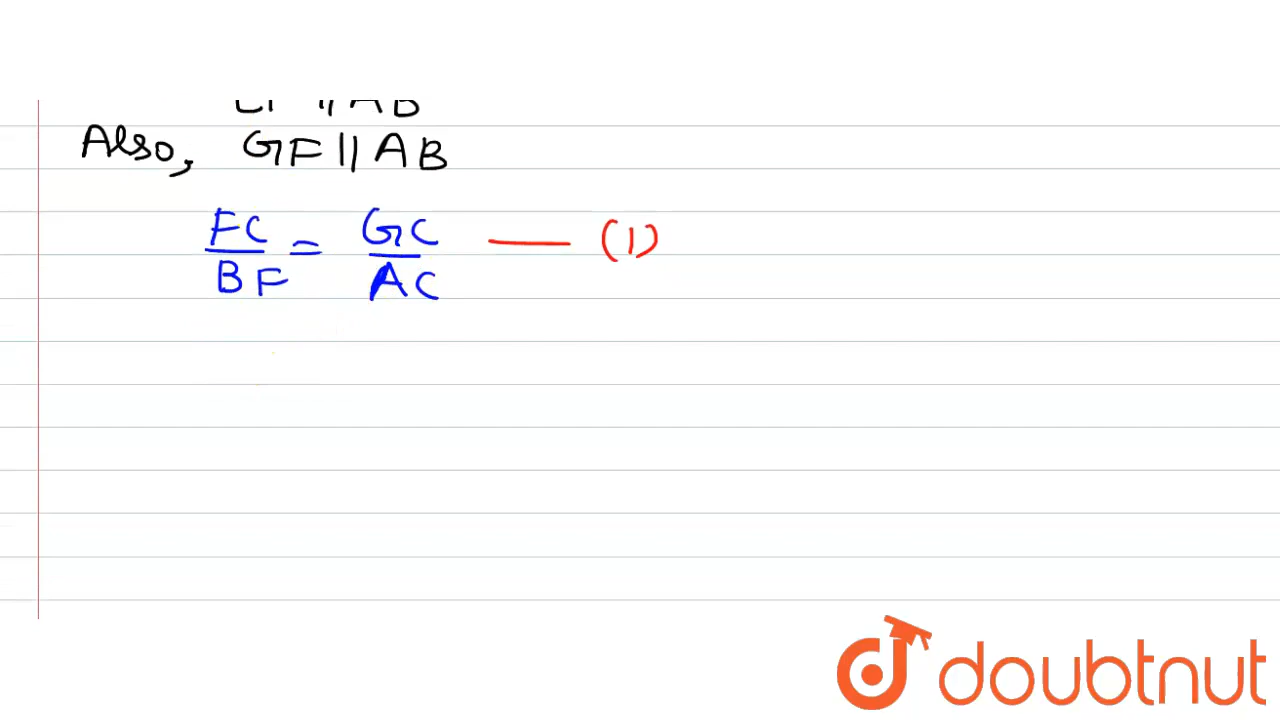 Also, GF || AB
FC/BF = GC/AC — (1)
doubtnut